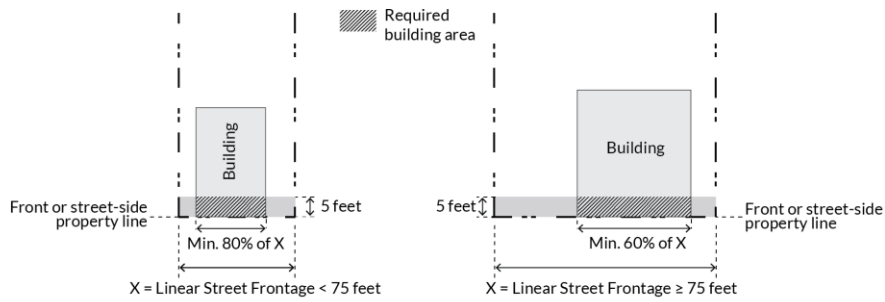 Required
building area
Building
5 feet
Front or street-side
property line
Min. 80% of X
X = Linear Street Frontage < 75 feet
Building
5 feet
Front or street-side
property line
Min. 60% of X
X = Linear Street Frontage ≥ 75 feet